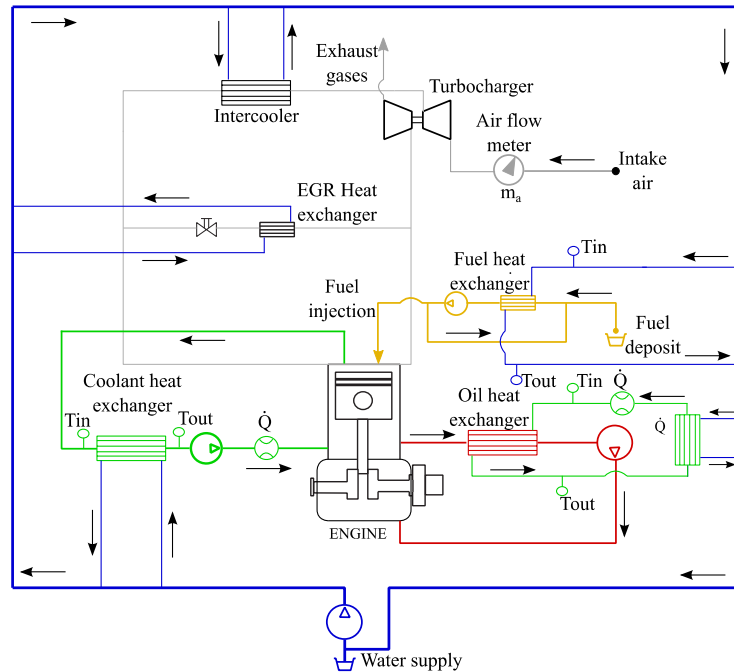 Exhaust
gases
Turbocharger
Intercooler
Air flow
meter
Intake
air
ṁa
EGR Heat
exchanger
Tin
Fuel heat
exchanger
Fuel
injection
Fuel
deposit
Tout
Tin
Q̇
Coolant heat
exchanger
Oil heat
exchanger
Tin
Tout
Q̇
Q̇
Tout
ENGINE
Water supply